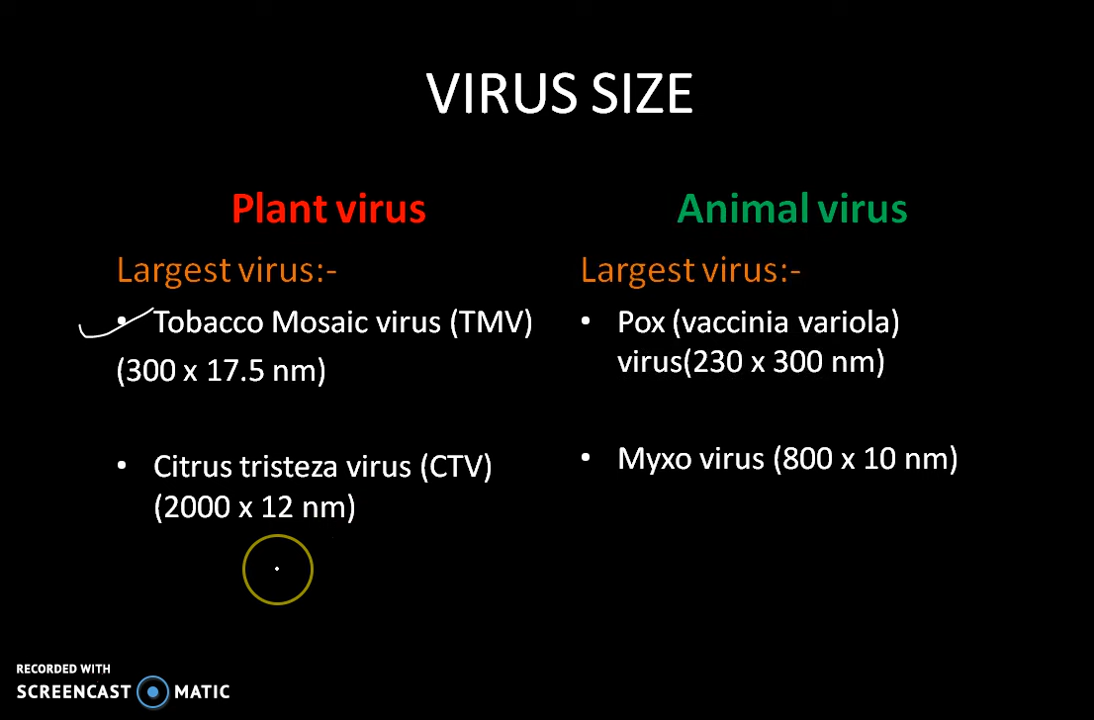 VIRUS SIZE
Plant virus
Largest virus:-
• Tobacco Mosaic virus (TMV)
(300 x 17.5 nm)
• Citrus tristeza virus (CTV)
(2000 x 12 nm)
Animal virus
Largest virus:-
• Pox (vaccinia variola)
virus(230 x 300 nm)
• Myxo virus (800 x 10 nm)
RECORDED WITH
SCREENCAST MATIC